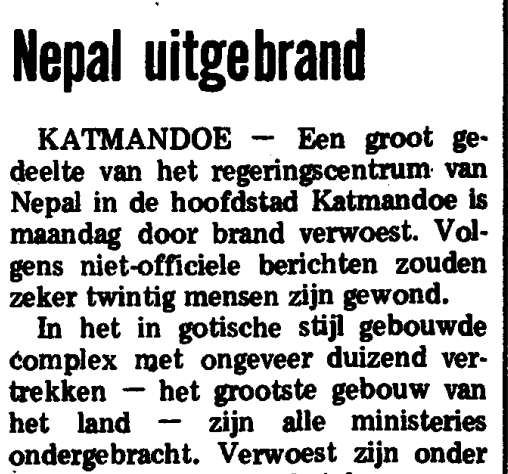 Nepal uitgebrand
KATMANDOE — Een groot ge-
deelte van het regeringscentrum van
Nepal in de hoofdstad Katmandoe is
maandag door brand verwoest. Vol-
gens niet-officiele berichten zouden
zeker twintig mensen zijn gewond.
In het in gotische stijl gebouwde
complex met ongeveer duizend ver-
trekken — het grootste gebouw van
het land — zijn alle ministeries
ondergebracht. Verwoest zijn onder